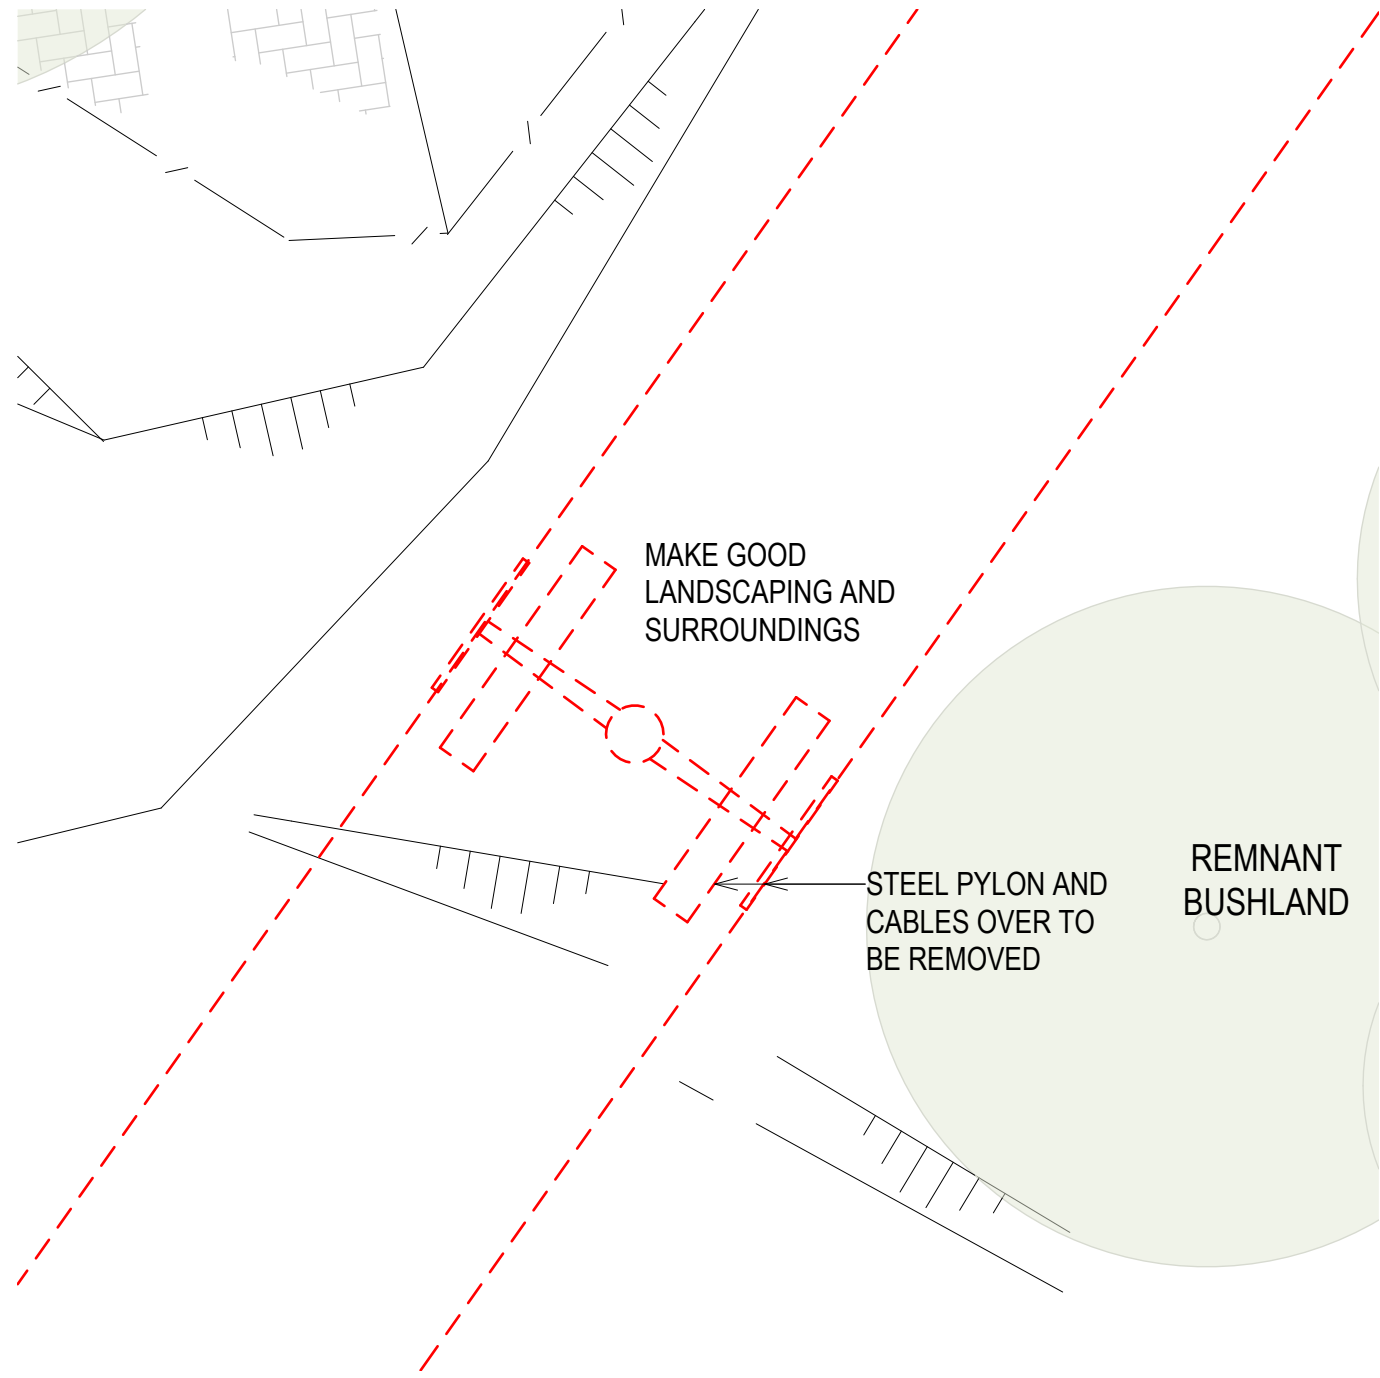 MAKE GOOD
LANDSCAPING AND
SURROUNDINGS
REMNANT
BUSHLAND
STEEL PYLON AND
CABLES OVER TO
BE REMOVED